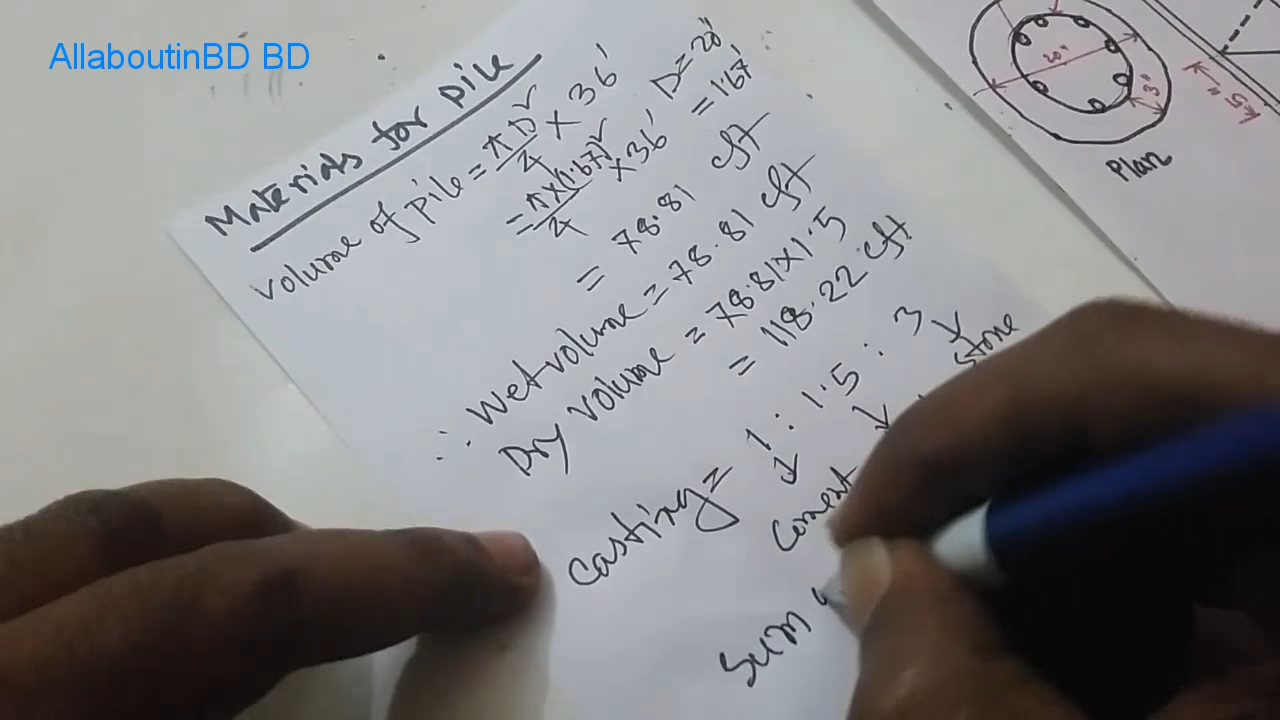 AllaboutinBD BD
Materials for pile
Volume of pile = πD²/4 × 36'
D = 20"
= π×(1.67)²/4 × 36'
= 1.67'
= 78.81 cft
∴ Wet volume = 78.81 cft
Dry volume = 78.81×1.5
= 118.22 cft
Casting = 1 : 1.5 : 3
Cement
stone
Sum
20"
3"
Plan